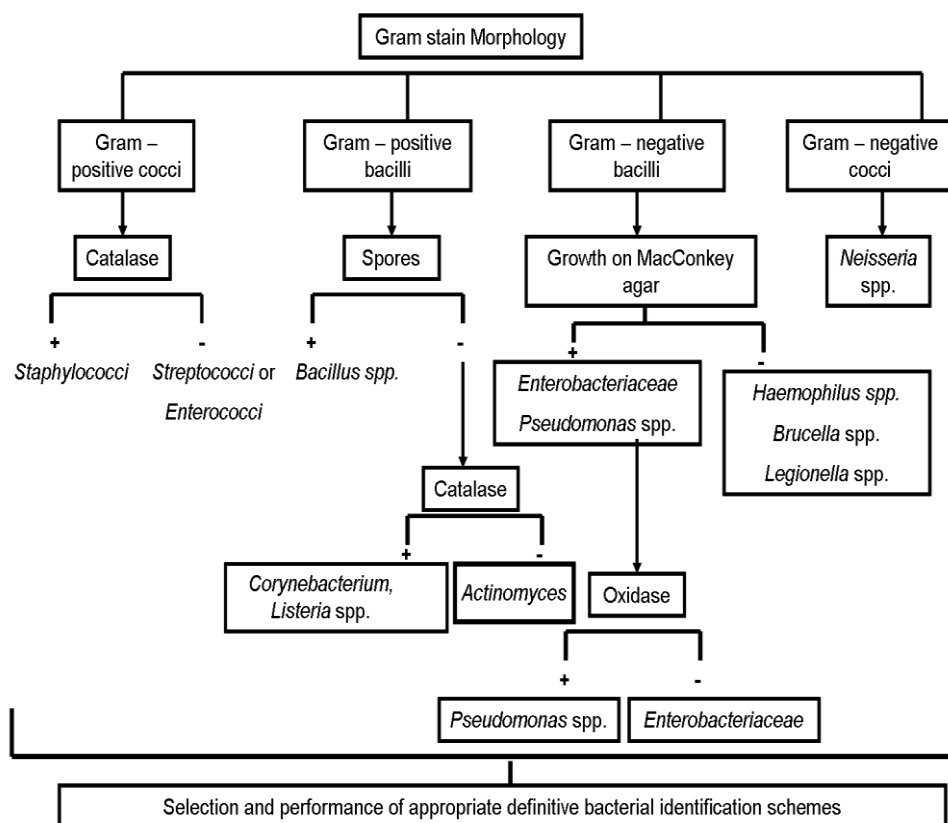 Gram stain Morphology
Gram –
positive cocci
Gram – positive
bacilli
Gram – negative
bacilli
Gram – negative
cocci
Catalase
Spores
Growth on MacConkey
agar
Neisseria
spp.
+
-
Staphylococci
Streptococci or
Enterococci
+
-
Bacillus spp.
+
-
Enterobacteriaceae
Pseudomonas spp.
Haemophilus spp.
Brucella spp.
Legionella spp.
Catalase
+
-
Corynebacterium,
Listeria spp.
Actinomyces
Oxidase
+
-
Pseudomonas spp.
Enterobacteriaceae
Selection and performance of appropriate definitive bacterial identification schemes